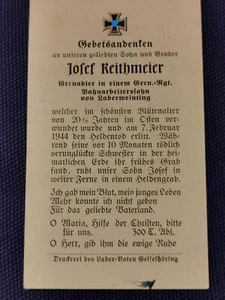 Gebetsandenken
an unseren geliebten Sohn und Bruder
Josef Reithmeier
Grenadier in einem Gren.-Rgt.
Bahnarbeiterssohn
von Laberweinting
welcher im schönsten Blütenalter
von 20½ Jahren im Osten ver-
wundet wurde und am 7. Februar
1944 den Heldentod erlitt. Wäh-
rend seine vor 10 Monaten tödlich
verunglückte Schwester in der hei-
matlichen Erde ihr frühes Grab
fand, ruht unser Sohn Josef in
weiter Ferne in einem Heldengrab.
Ich gab mein Blut, mein junges Leben
Mehr konnte ich nicht geben
Für das geliebte Vaterland.
O Maria, Hilfe der Christen, bitte
für uns. 300 T. Abl.
O Herr, gib ihm die ewige Ruhe
Druckerei des Laber-Boten Geiselhöring